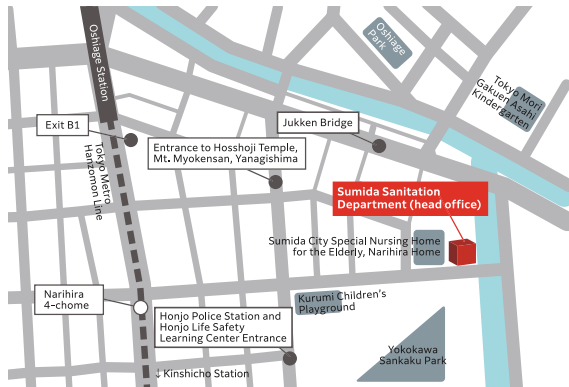 Oshiage Station
Oshiage
Park
Tokyo Mori
Gakuen Asahi
Kindergarten
Exit B1
Jukken Bridge
Entrance to Hosshoji Temple,
Mt. Myokensan, Yanagishima
Tokyo Metro
Hanzomon Line
Sumida Sanitation
Department (head office)
Sumida City Special Nursing Home
for the Elderly, Narihira Home
Narihira
4-chome
Kurumi Children's
Playground
Honjo Police Station and
Honjo Life Safety
Learning Center Entrance
Yokokawa
Sankaku Park
↓Kinshicho Station